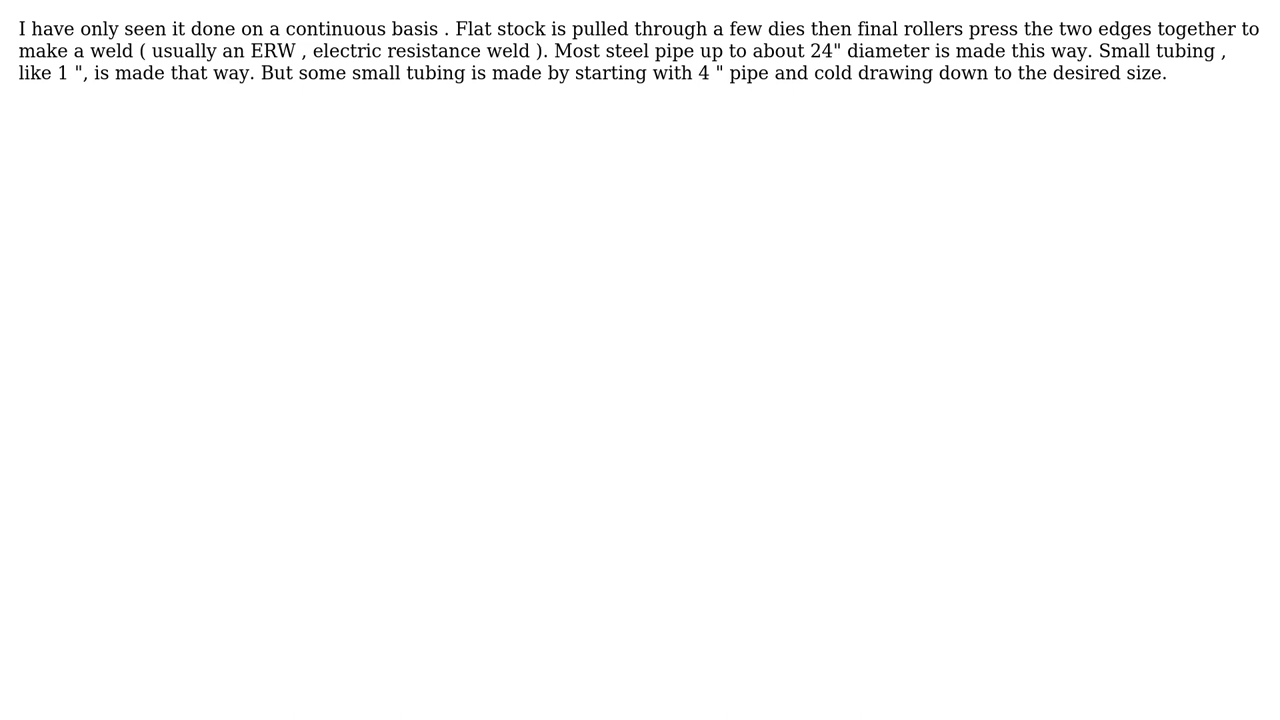 I have only seen it done on a continuous basis . Flat stock is pulled through a few dies then final rollers press the two edges together to
make a weld ( usually an ERW , electric resistance weld ). Most steel pipe up to about 24" diameter is made this way. Small tubing ,
like 1 ", is made that way. But some small tubing is made by starting with 4 " pipe and cold drawing down to the desired size.